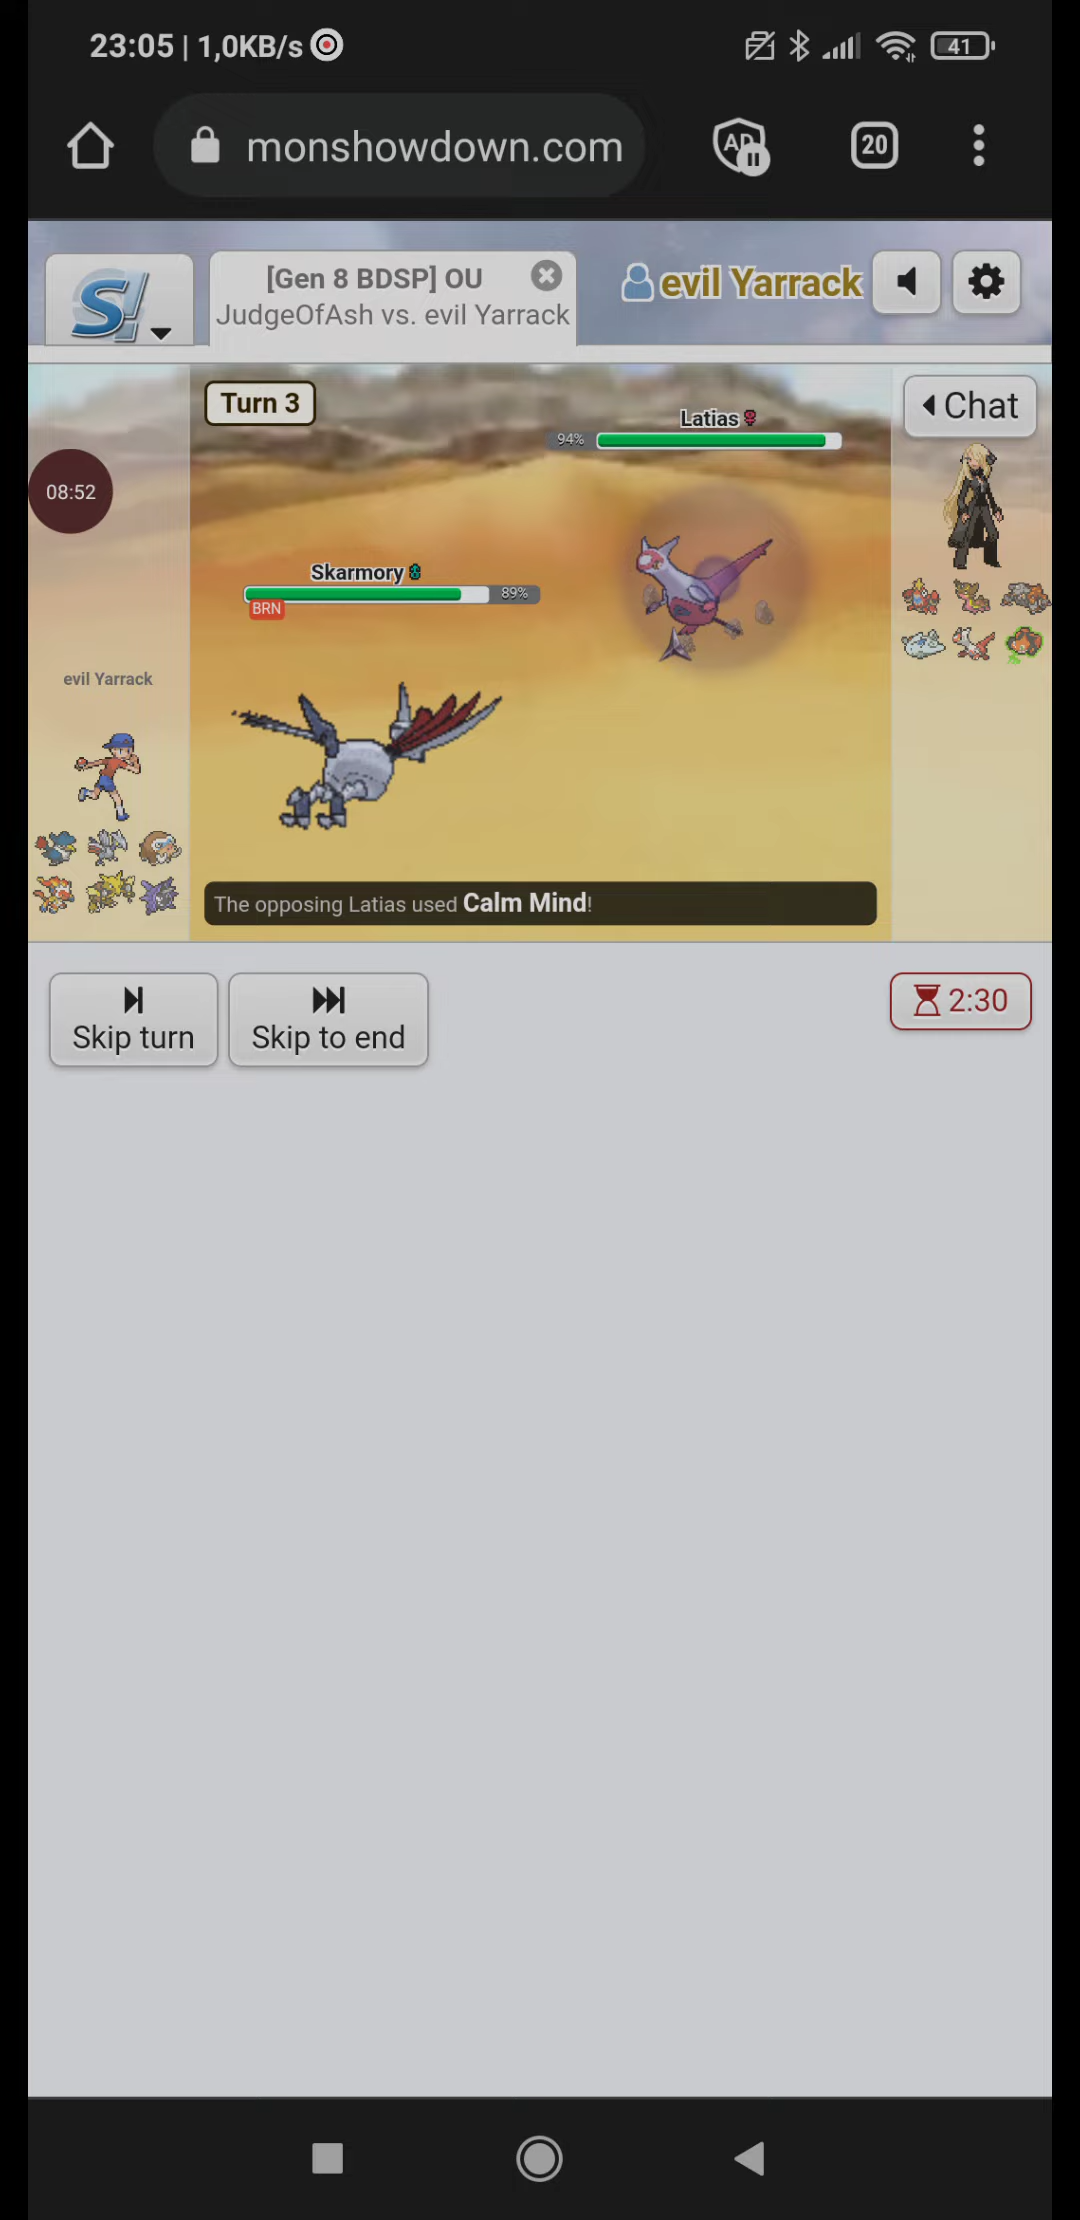 23:05 | 1,0KB/s
41
monshowdown.com
AD
20
S!
[Gen 8 BDSP] OU
JudgeOfAsh vs. evil Yarrack
evil Yarrack
Turn 3
Latias
94%
Chat
08:52
Skarmory
89%
BRN
evil Yarrack
The opposing Latias used Calm Mind!
Skip turn
Skip to end
2:30